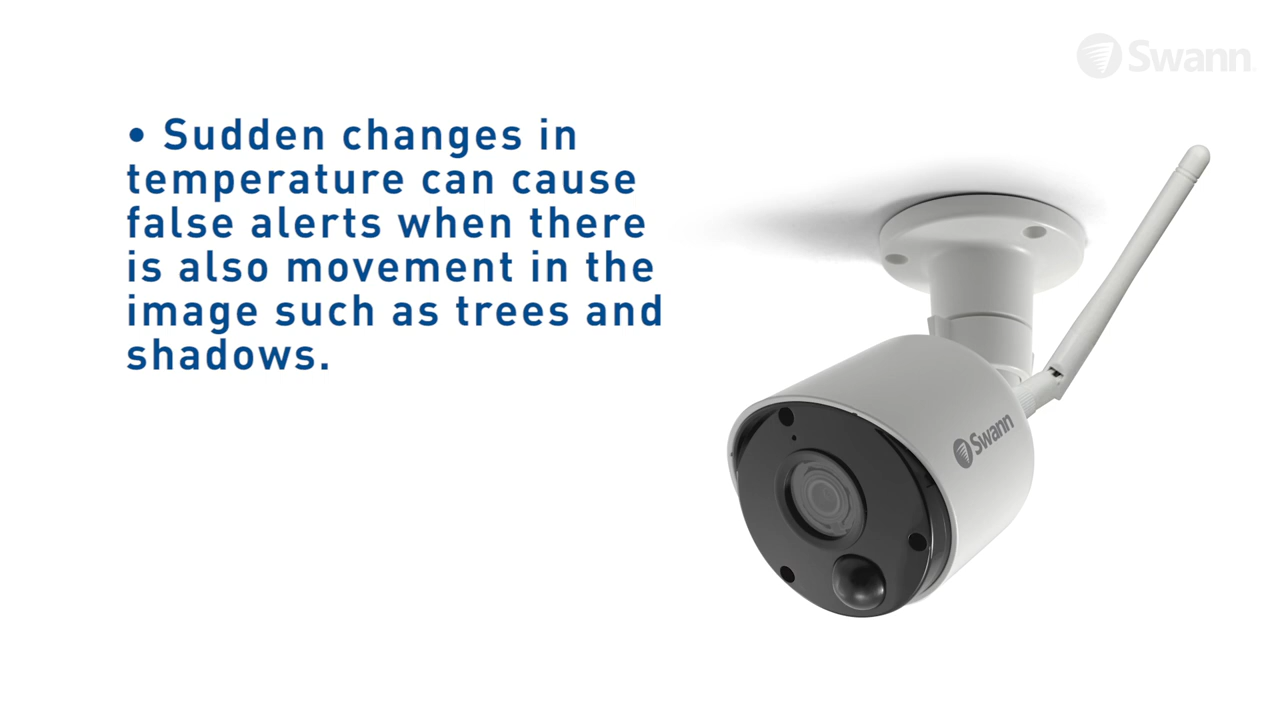 Swann
• Sudden changes in
temperature can cause
false alerts when there
is also movement in the
image such as trees and
shadows.
Swann